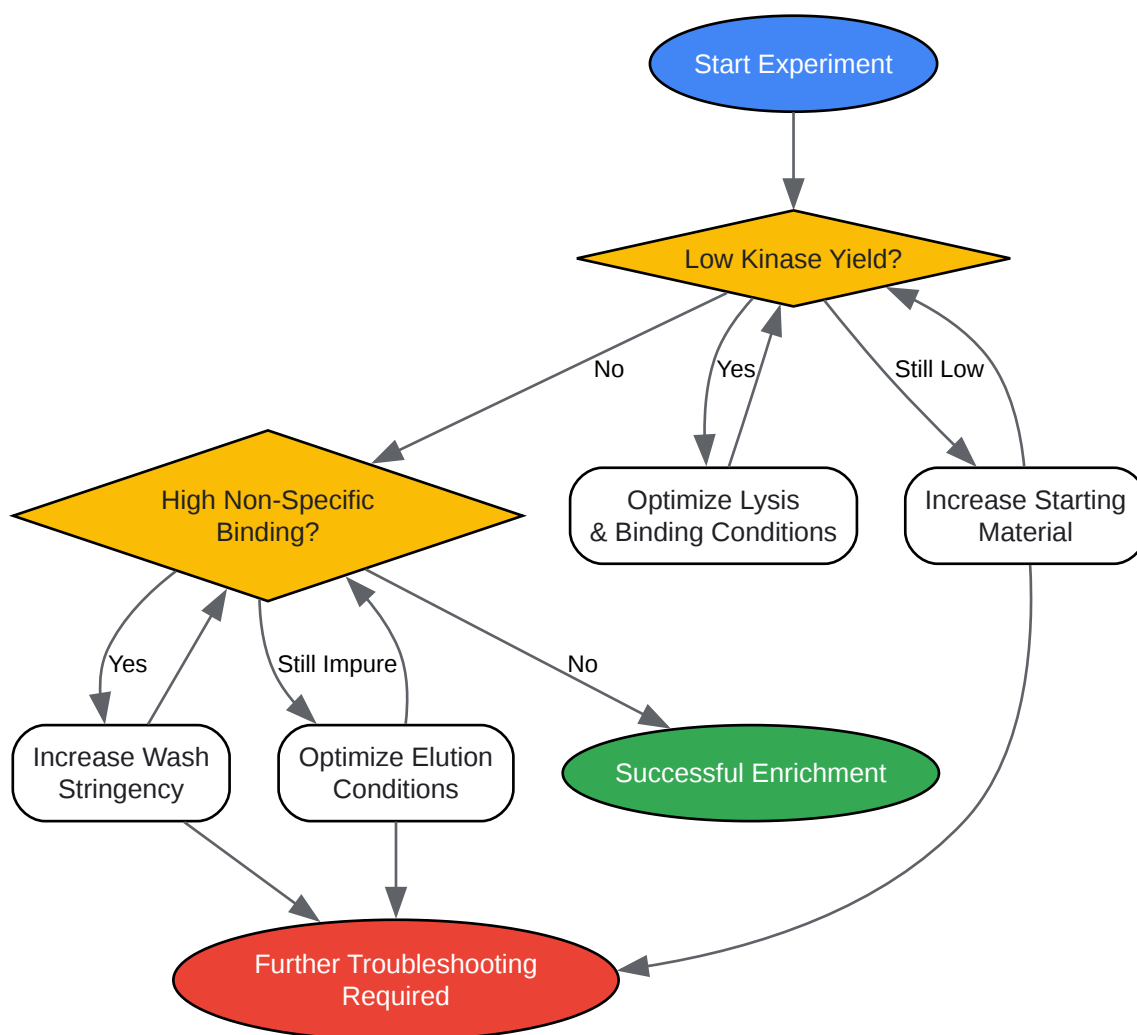 Start Experiment
Low Kinase Yield?
No
Yes
Still Low
High Non-Specific
Binding?
Optimize Lysis
& Binding Conditions
Increase Starting
Material
Yes
Still Impure
No
Increase Wash
Stringency
Optimize Elution
Conditions
Successful Enrichment
Further Troubleshooting
Required